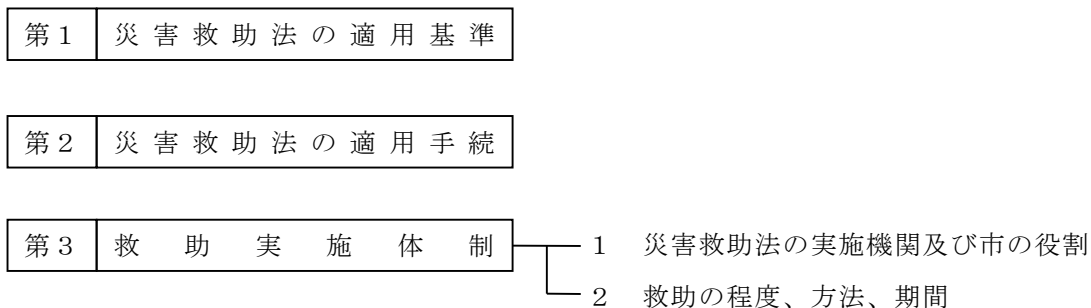 第1 災害救助法の適用基準
第2 災害救助法の適用手続
第3 救助実施体制
1 災害救助法の実施機関及び市の役割
2 救助の程度、方法、期間